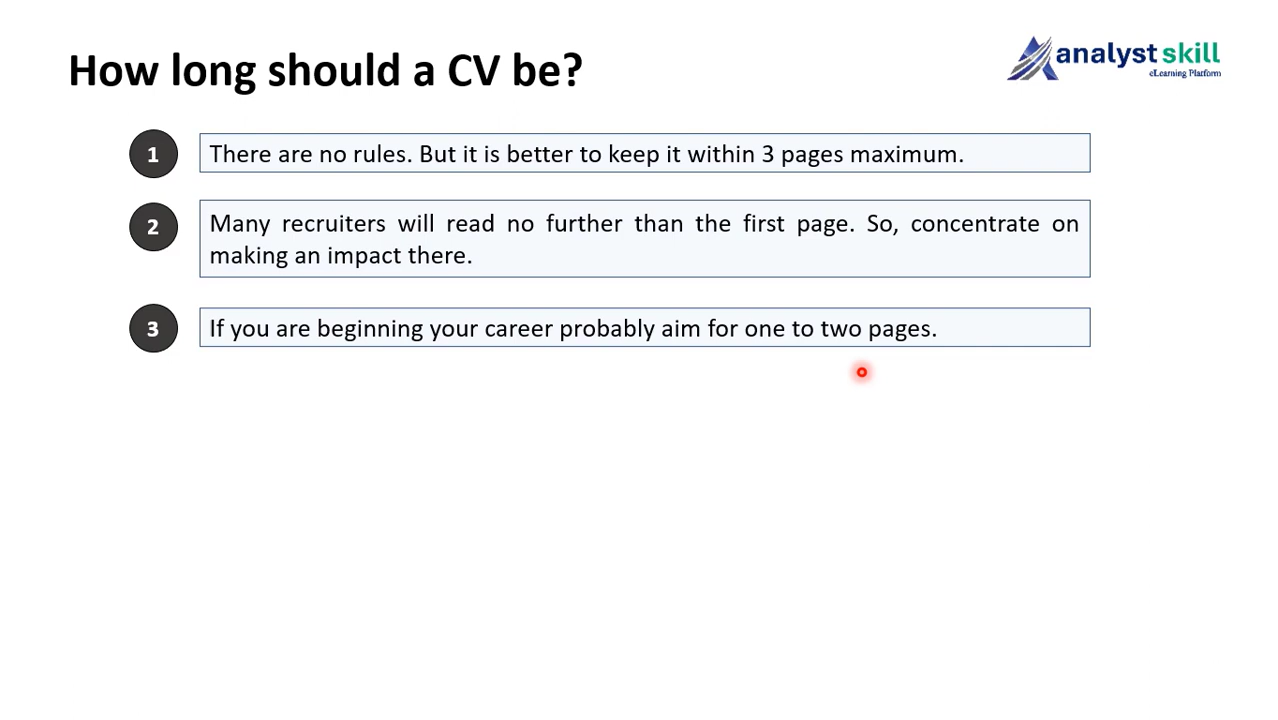 How long should a CV be?
analyst skill
eLearning Platform
1
There are no rules. But it is better to keep it within 3 pages maximum.
2
Many recruiters will read no further than the first page. So, concentrate on
making an impact there.
3
If you are beginning your career probably aim for one to two pages.